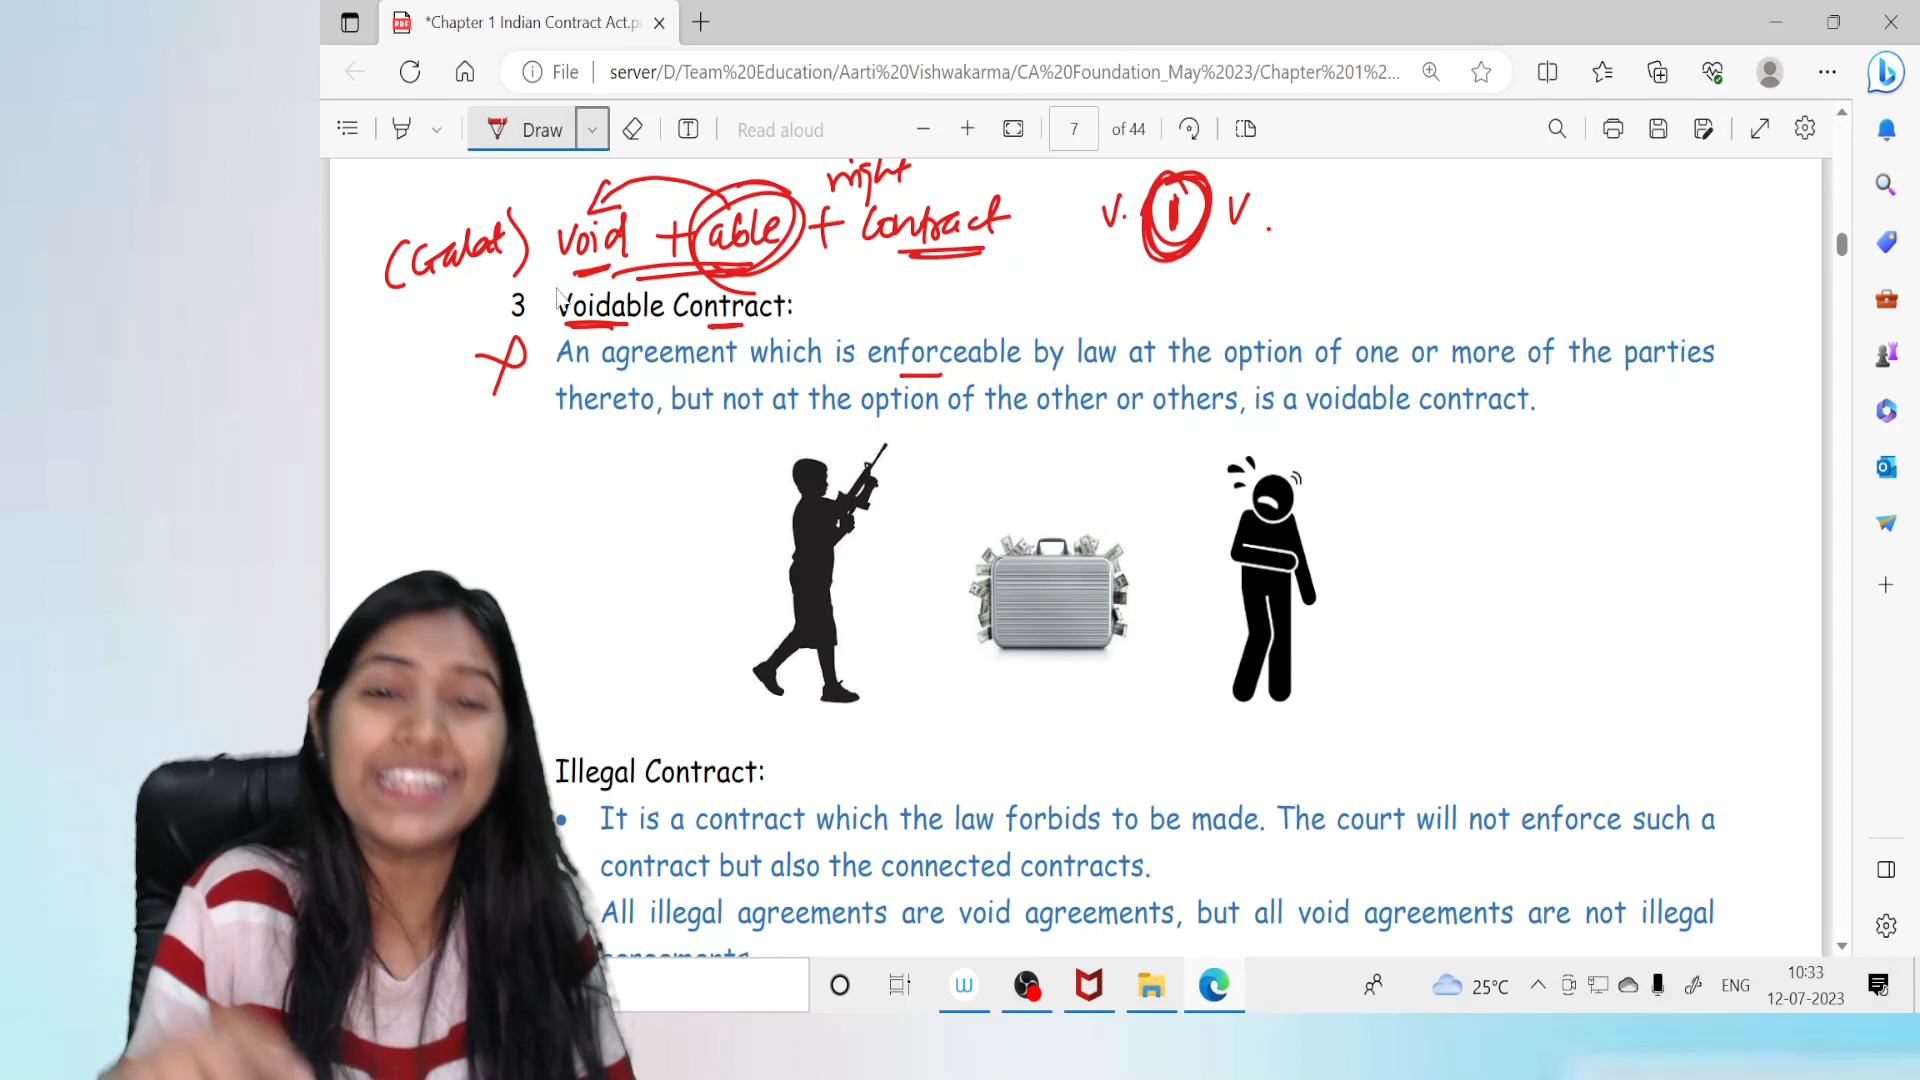 *Chapter 1 Indian Contract Act.p
File server/D/Team%20Education/Aarti%20Vishwakarma/CA%20Foundation_May%2023/Chapter%201%2...
Draw Read aloud 7 of 44
right
(Galat) void + able + contract V. 1 V.
3 Voidable Contract:
An agreement which is enforceable by law at the option of one or more of the parties
thereto, but not at the option of the other or others, is a voidable contract.
Illegal Contract:
• It is a contract which the law forbids to be made. The court will not enforce such a
contract but also the connected contracts.
All illegal agreements are void agreements, but all void agreements are not illegal
agreements.
25°C ENG 10:33
12-07-2023